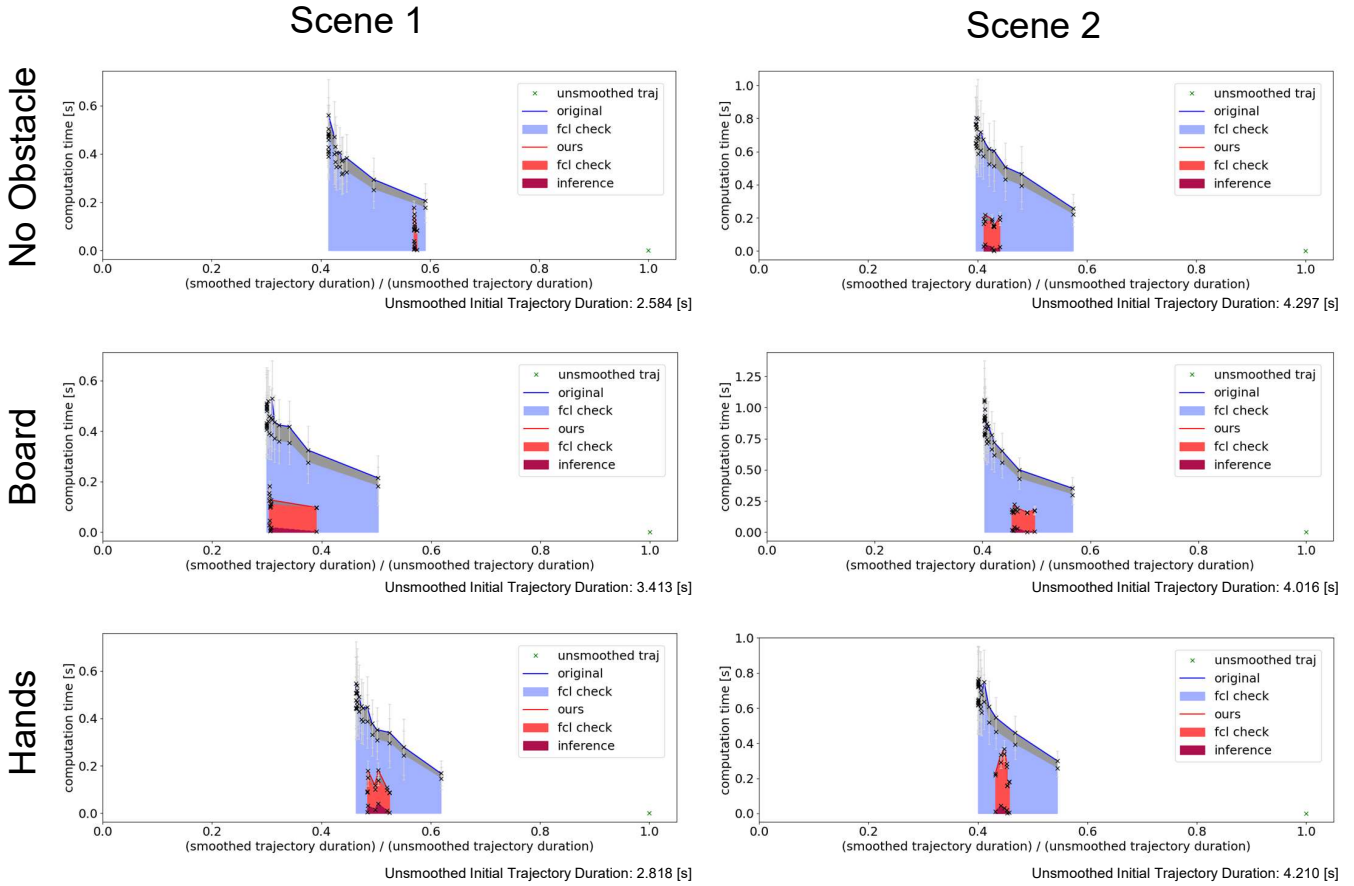 Scene 1
Scene 2
No Obstacle
computation time [s]
0.6
0.4
0.2
0.0
unsmoothed traj
original
fcl check
ours
fcl check
inference
0.0 0.2 0.4 0.6 0.8 1.0
(smoothed trajectory duration) / (unsmoothed trajectory duration)
Unsmoothed Initial Trajectory Duration: 2.584 [s]
computation time [s]
1.0
0.8
0.6
0.4
0.2
0.0
unsmoothed traj
original
fcl check
ours
fcl check
inference
0.0 0.2 0.4 0.6 0.8 1.0
(smoothed trajectory duration) / (unsmoothed trajectory duration)
Unsmoothed Initial Trajectory Duration: 4.297 [s]
Board
computation time [s]
0.6
0.4
0.2
0.0
unsmoothed traj
original
fcl check
ours
fcl check
inference
0.0 0.2 0.4 0.6 0.8 1.0
(smoothed trajectory duration) / (unsmoothed trajectory duration)
Unsmoothed Initial Trajectory Duration: 3.413 [s]
computation time [s]
1.25
1.00
0.75
0.50
0.25
0.00
unsmoothed traj
original
fcl check
ours
fcl check
inference
0.0 0.2 0.4 0.6 0.8 1.0
(smoothed trajectory duration) / (unsmoothed trajectory duration)
Unsmoothed Initial Trajectory Duration: 4.016 [s]
Hands
computation time [s]
0.6
0.4
0.2
0.0
unsmoothed traj
original
fcl check
ours
fcl check
inference
0.0 0.2 0.4 0.6 0.8 1.0
(smoothed trajectory duration) / (unsmoothed trajectory duration)
Unsmoothed Initial Trajectory Duration: 2.818 [s]
computation time [s]
1.0
0.8
0.6
0.4
0.2
0.0
unsmoothed traj
original
fcl check
ours
fcl check
inference
0.0 0.2 0.4 0.6 0.8 1.0
(smoothed trajectory duration) / (unsmoothed trajectory duration)
Unsmoothed Initial Trajectory Duration: 4.210 [s]